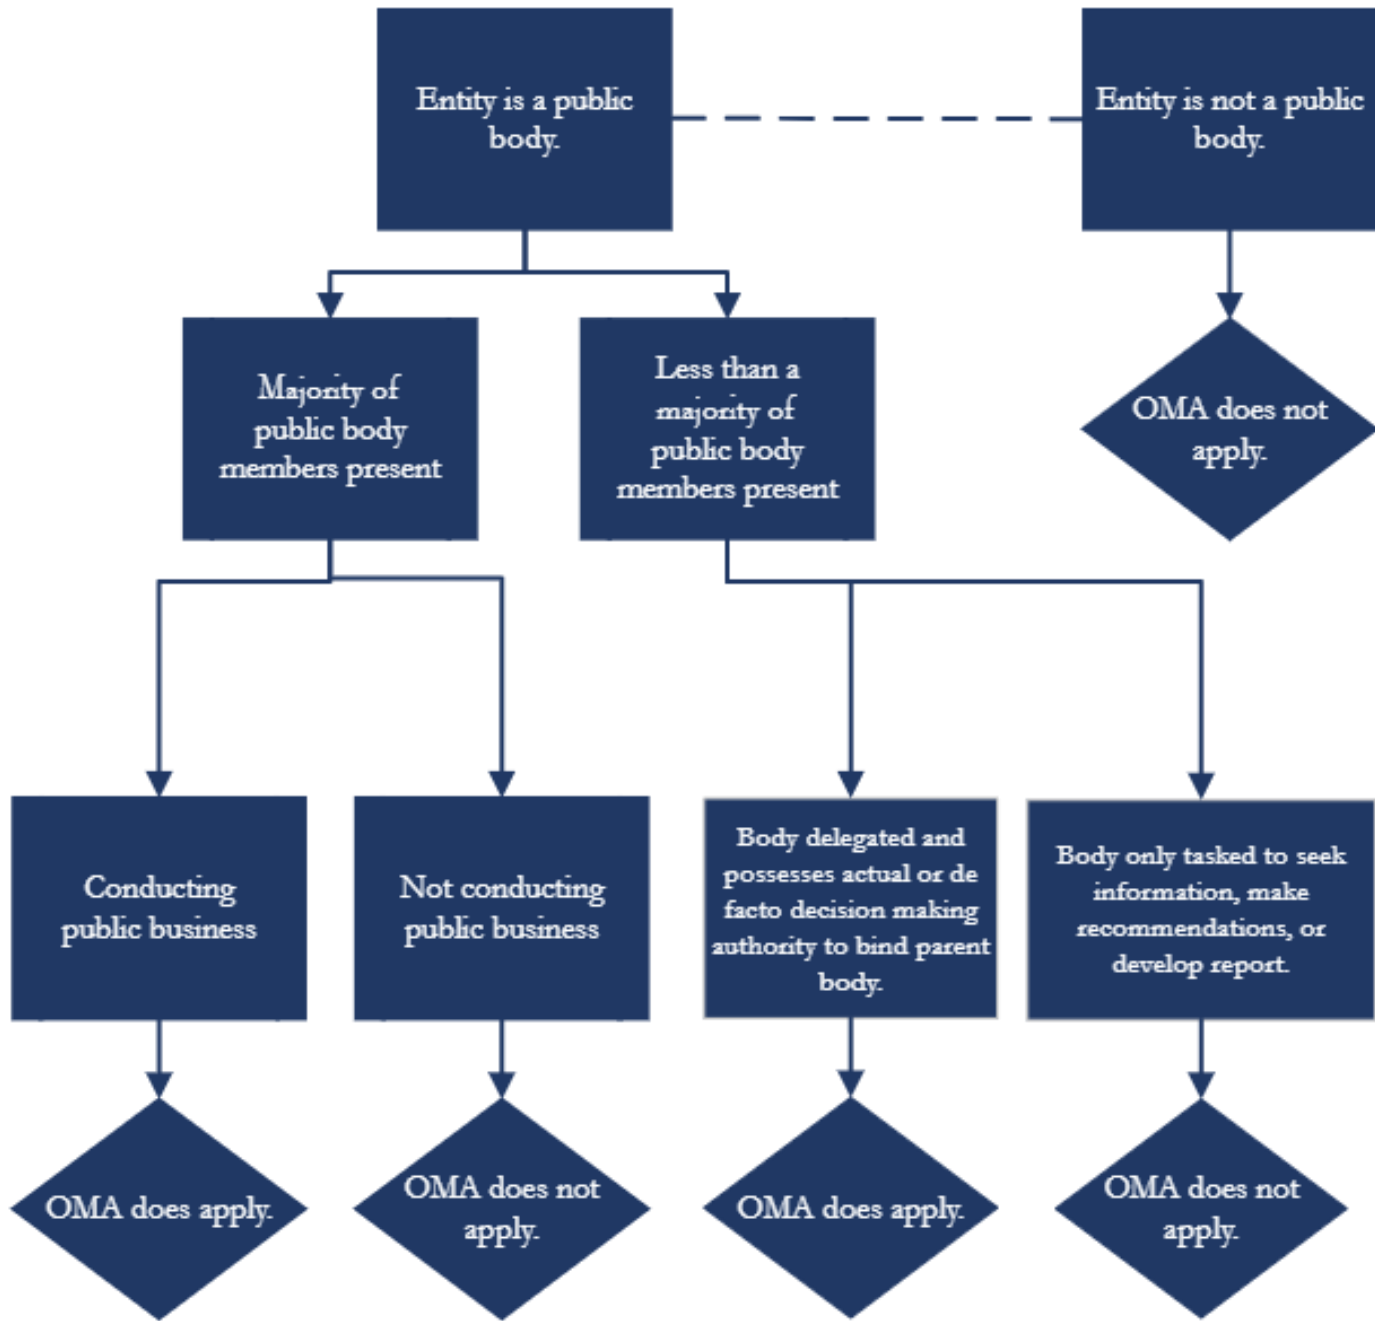 Entity is a public
body.
Entity is not a public
body.
Majority of
public body
members present
Less than a
majority of
public body
members present
OMA does not
apply.
Conducting
public business
Not conducting
public business
Body delegated and
possesses actual or de
facto decision making
authority to bind parent
body.
Body only tasked to seek
information, make
recommendations, or
develop report.
OMA does apply.
OMA does not
apply.
OMA does apply.
OMA does not
apply.